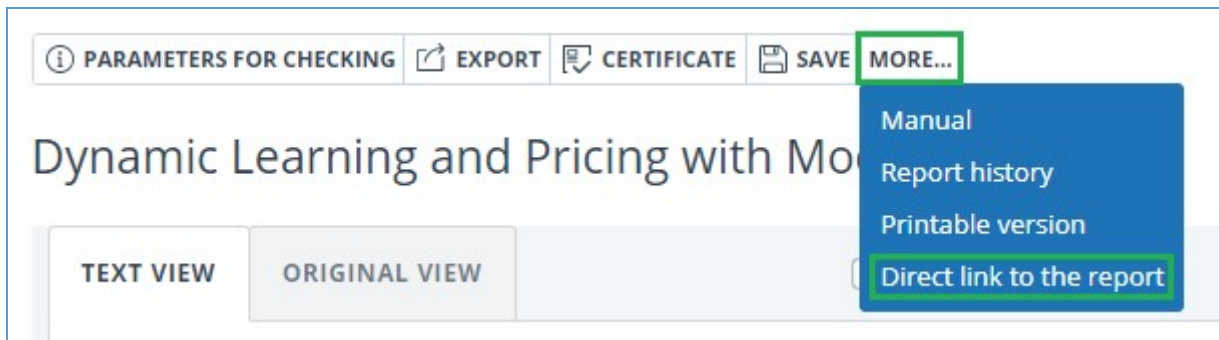 PARAMETERS FOR CHECKING EXPORT CERTIFICATE SAVE MORE...
Manual
Dynamic Learning and Pricing with
Report history
Printable version
TEXT VIEW ORIGINAL VIEW
Direct link to the report